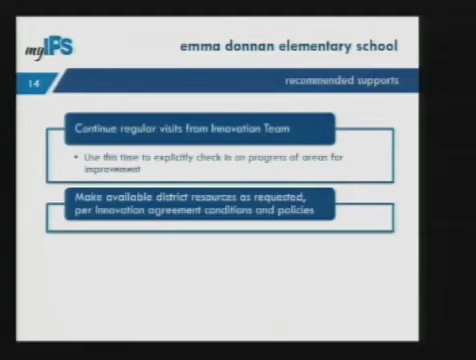 myIPS
emma donnan elementary school
14
recommended supports
Continue regular visits from Innovation Team
• Use this time to explicitly check in on progress of areas for
improvement
Make available district resources as requested,
per Innovation agreement conditions and policies